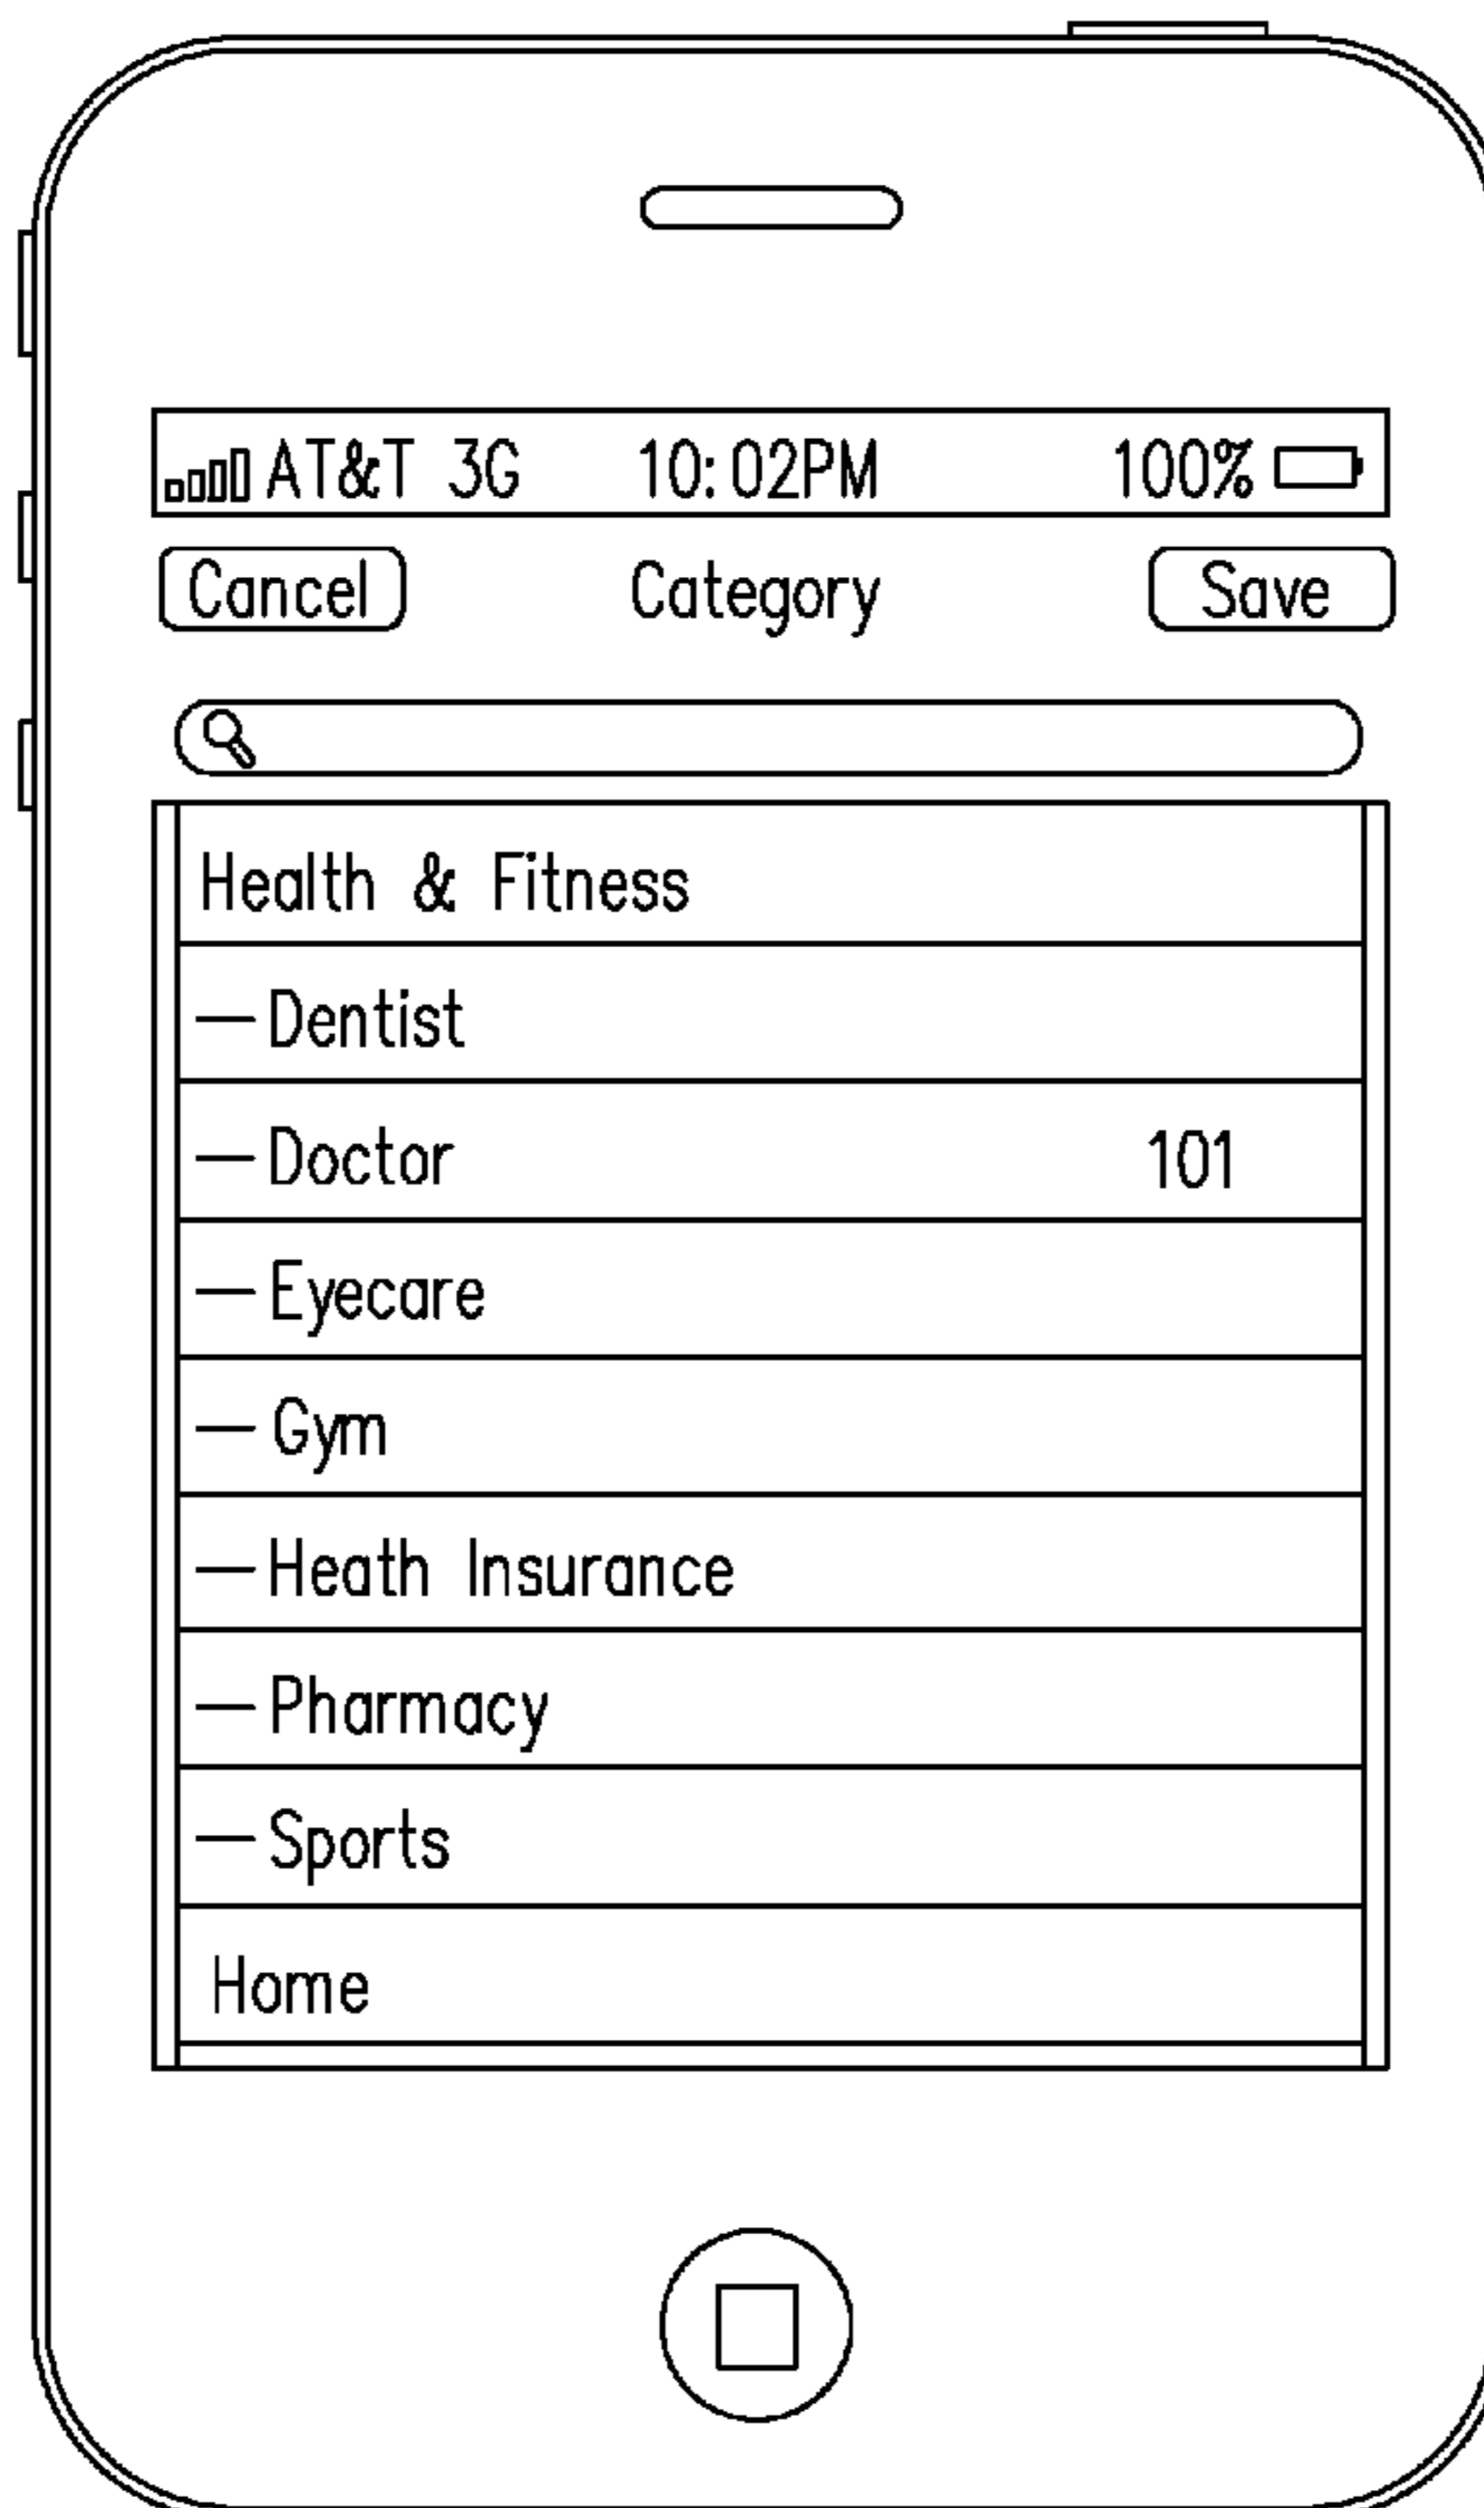 AT&T 3G 10:02PM 100%
Cancel Category Save
Health & Fitness
— Dentist
— Doctor 101
— Eyecare
— Gym
— Heath Insurance
— Pharmacy
— Sports
Home